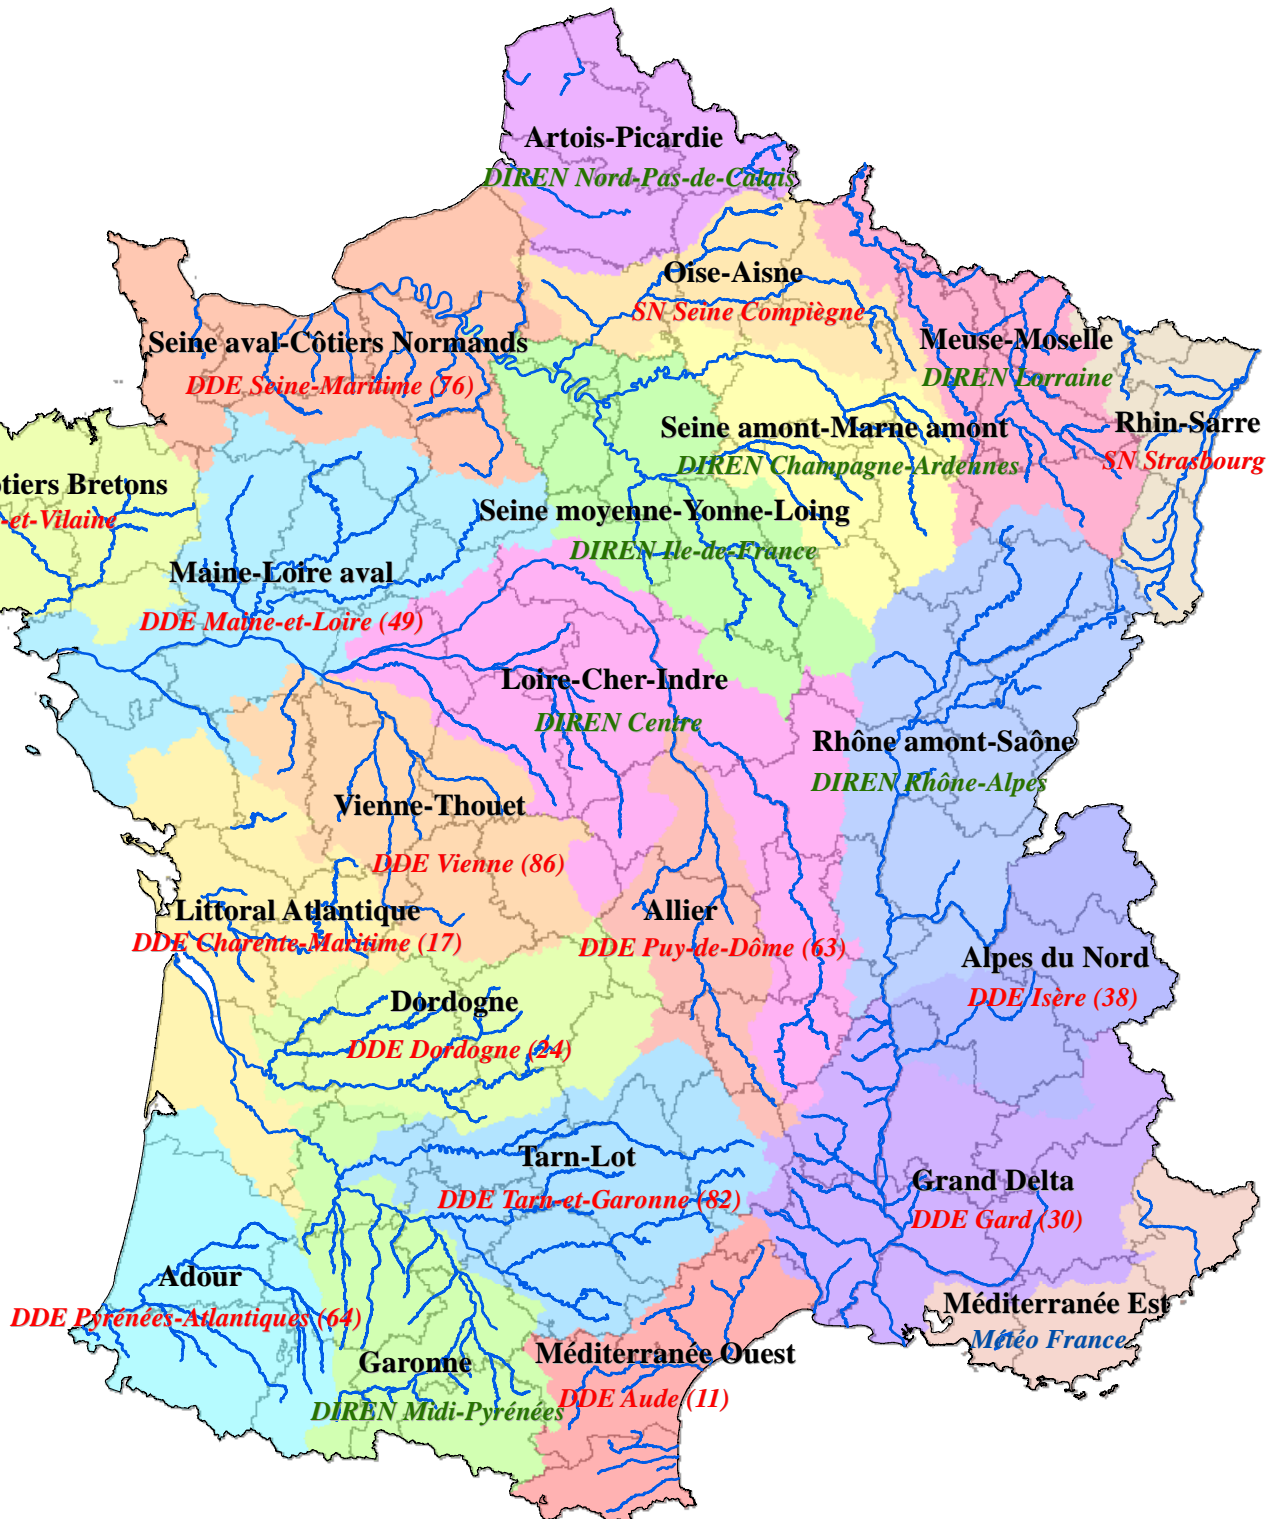 Artois-Picardie
DIREN Nord-Pas-de-Calais
Oise-Aisne
SN Seine Compiègne
Seine aval-Côtiers Normands
DDE Seine-Maritime (76)
Meuse-Moselle
DIREN Lorraine
Rhin-Sarre
SN Strasbourg
Seine amont-Marne amont
DIREN Champagne-Ardennes
tiers Bretons
-et-Vilaine
Seine moyenne-Yonne-Loing
DIREN Ile-de-France
Maine-Loire aval
DDE Maine-et-Loire (49)
Loire-Cher-Indre
DIREN Centre
Rhône amont-Saône
DIREN Rhône-Alpes
Vienne-Thouet
DDE Vienne (86)
Littoral Atlantique
DDE Charente-Maritime (17)
Allier
DDE Puy-de-Dôme (63)
Alpes du Nord
DDE Isère (38)
Dordogne
DDE Dordogne (24)
Tarn-Lot
DDE Tarn-et-Garonne (82)
Grand Delta
DDE Gard (30)
Adour
DDE Pyrénées-Atlantiques (64)
Méditerranée Est
Météo France
Garonne
DIREN Midi-Pyrénées
Méditerranée Ouest
DDE Aude (11)